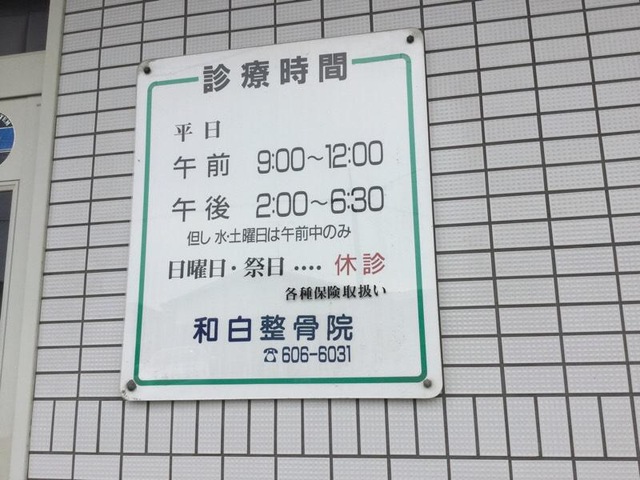 診療時間
平日
午前 9:00～12:00
午後 2:00～6:30
但し 水・土曜日は午前中のみ
日曜日・祭日‥‥休診
各種保険取扱い
和白整骨院
☎606-6031